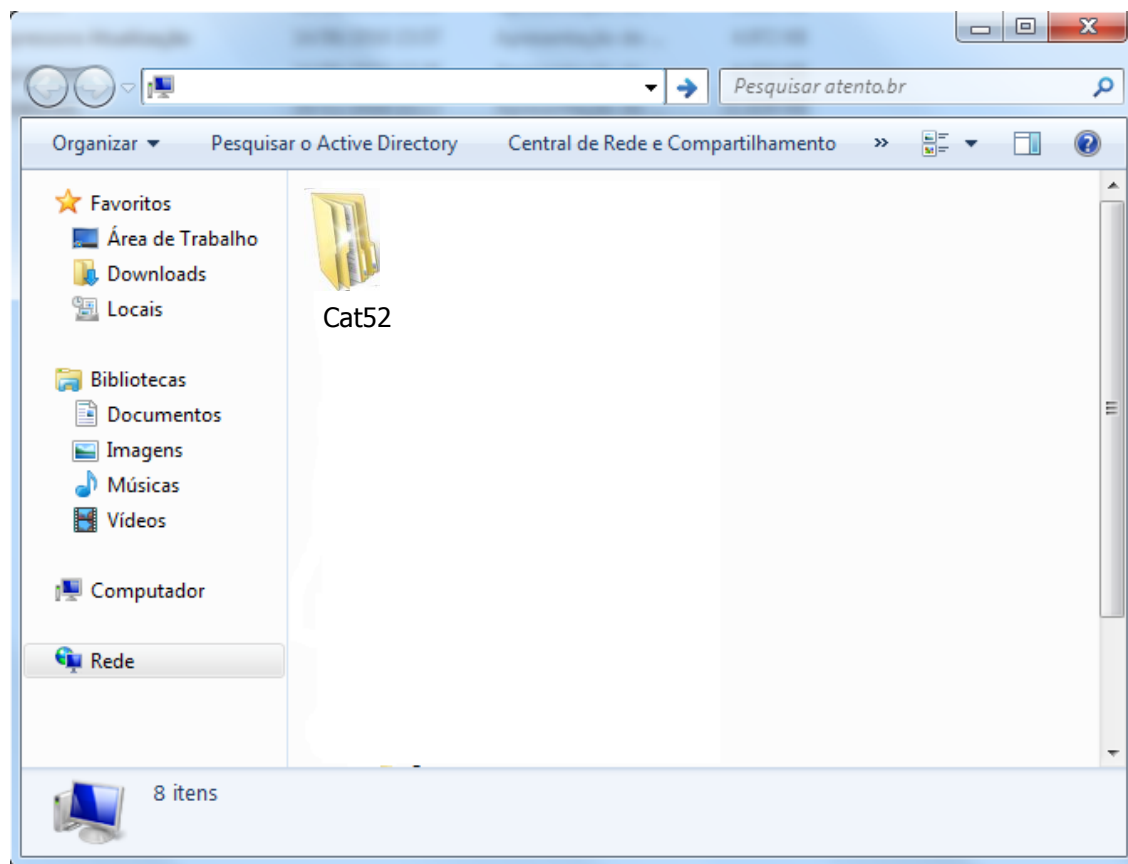 Pesquisar atento.br
Organizar Pesquisar o Active Directory Central de Rede e Compartilhamento »
Favoritos
Área de Trabalho
Downloads
Locais
Bibliotecas
Documentos
Imagens
Músicas
Vídeos
Computador
Rede
Cat52
8 itens